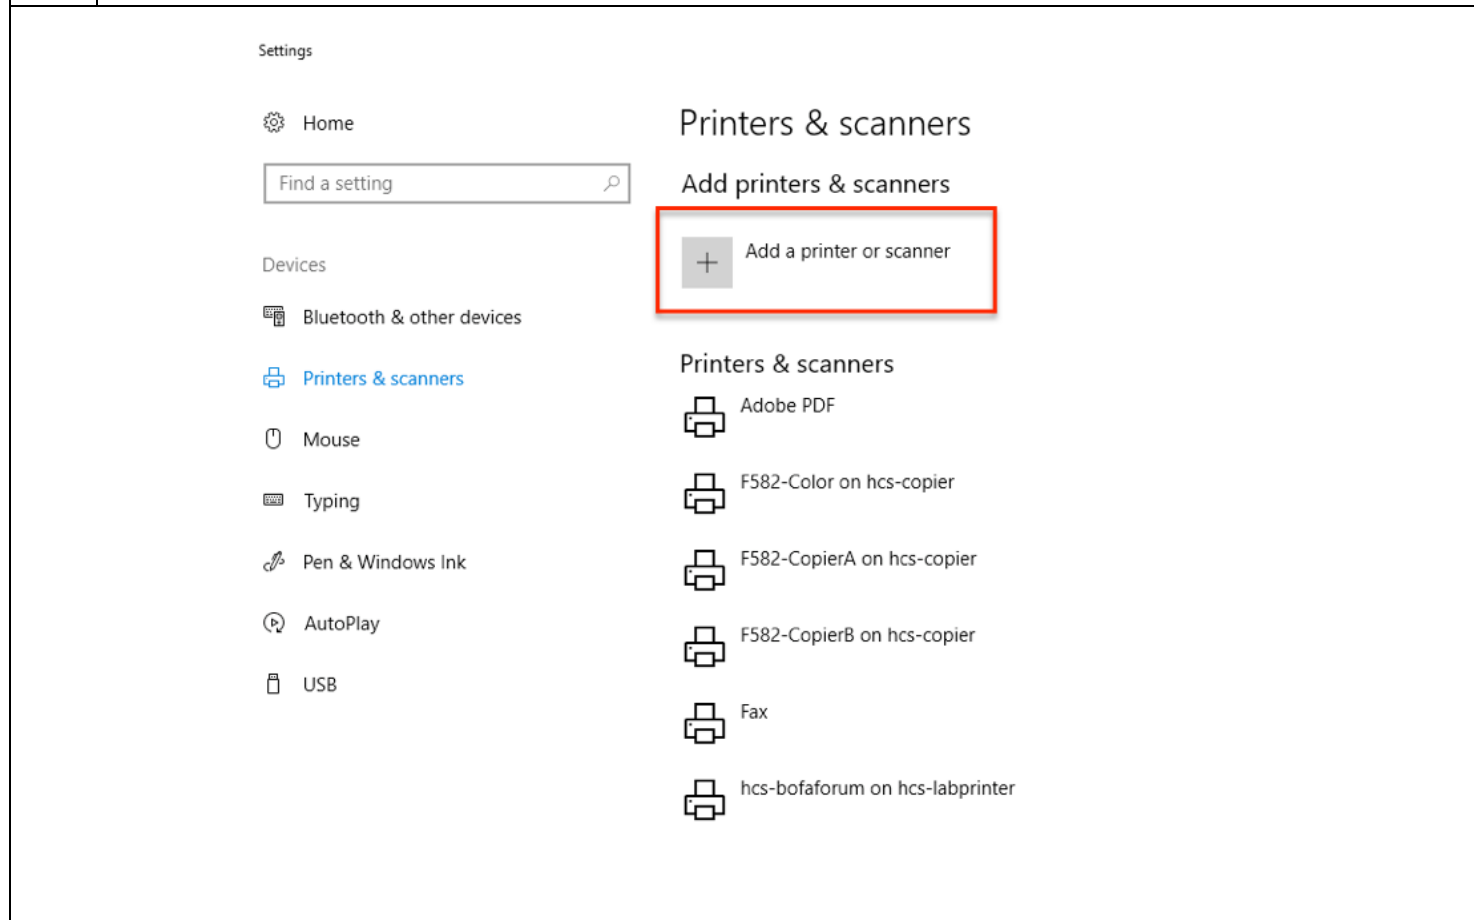 Settings
Home
Find a setting
Devices
Bluetooth & other devices
Printers & scanners
Mouse
Typing
Pen & Windows Ink
AutoPlay
USB
Printers & scanners
Add printers & scanners
Add a printer or scanner
Printers & scanners
Adobe PDF
F582-Color on hcs-copier
F582-CopierA on hcs-copier
F582-CopierB on hcs-copier
Fax
hcs-bofaforum on hcs-labprinter